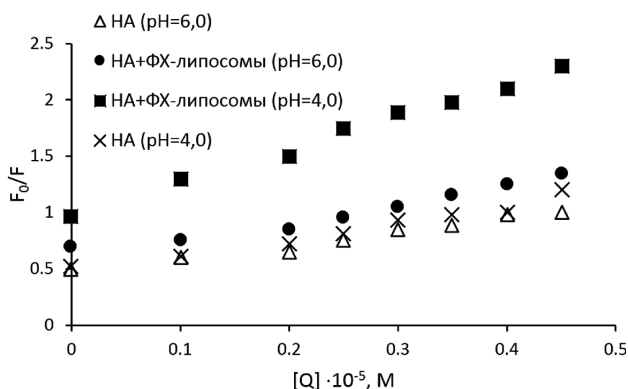 НА (pH=6,0)
НА+ФХ-липосомы (pH=6,0)
НА+ФХ-липосомы (pH=4,0)
НА (pH=4,0)
2.5
2
1.5
1
0.5
0
F₀/F
0
0.1
0.2
0.3
0.4
0.5
[Q] ·10⁻⁵, М